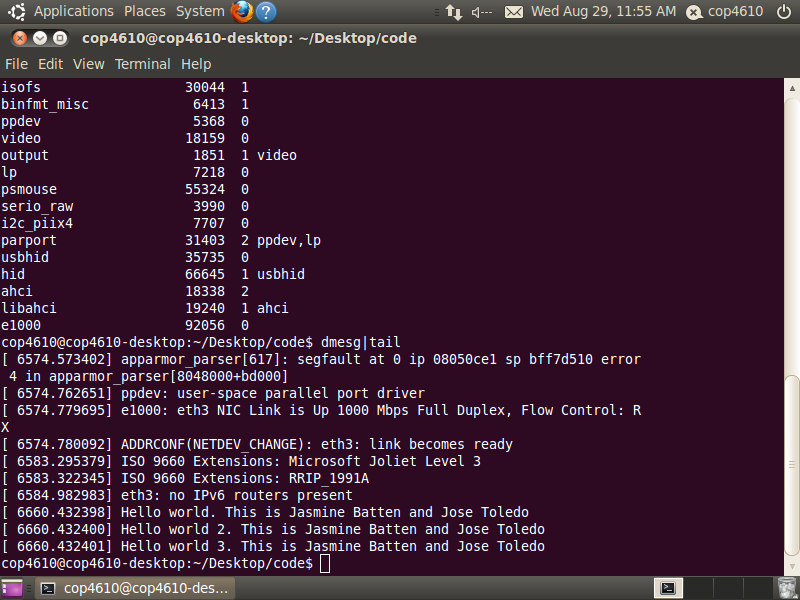 Applications Places System ? Wed Aug 29, 11:55 AM cop4610
cop4610@cop4610-desktop: ~/Desktop/code
File Edit View Terminal Help
isofs 30044 1
binfmt_misc 6413 1
ppdev 5368 0
video 18159 0
output 1851 1 video
lp 7218 0
psmouse 55324 0
serio_raw 3990 0
i2c_piix4 7707 0
parport 31403 2 ppdev,lp
usbhid 35735 0
hid 66645 1 usbhid
ahci 18338 2
libahci 19240 1 ahci
e1000 92056 0
cop4610@cop4610-desktop:~/Desktop/code$ dmesg|tail
[ 6574.573402] apparmor_parser[617]: segfault at 0 ip 08050ce1 sp bff7d510 error
4 in apparmor_parser[8048000+bd000]
[ 6574.762651] ppdev: user-space parallel port driver
[ 6574.779695] e1000: eth3 NIC Link is Up 1000 Mbps Full Duplex, Flow Control: R
X
[ 6574.780092] ADDRCONF(NETDEV_CHANGE): eth3: link becomes ready
[ 6583.295379] ISO 9660 Extensions: Microsoft Joliet Level 3
[ 6583.322345] ISO 9660 Extensions: RRIP_1991A
[ 6584.982983] eth3: no IPv6 routers present
[ 6660.432398] Hello world. This is Jasmine Batten and Jose Toledo
[ 6660.432400] Hello world 2. This is Jasmine Batten and Jose Toledo
[ 6660.432401] Hello world 3. This is Jasmine Batten and Jose Toledo
cop4610@cop4610-desktop:~/Desktop/code$
cop4610@cop4610-des...